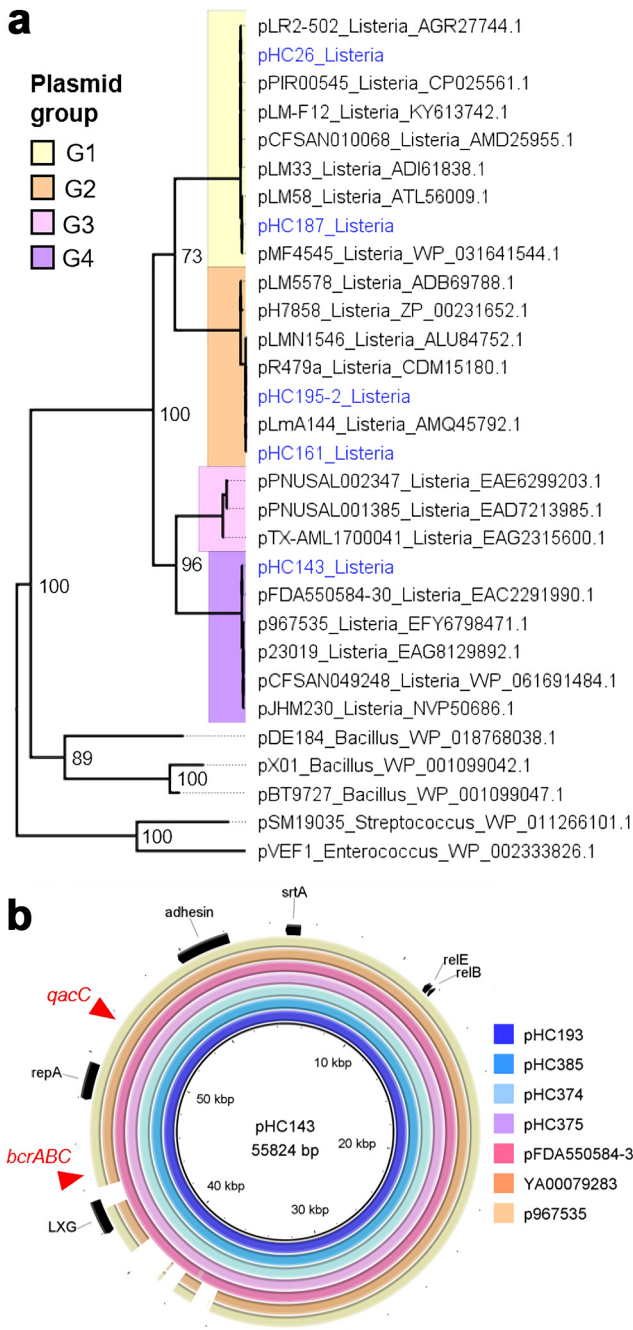 a
Plasmid
group
G1
G2
G3
G4
pLR2-502_Listeria_AGR27744.1
pHC26_Listeria
pPIR00545_Listeria_CP025561.1
pLM-F12_Listeria_KY613742.1
pCFSAN010068_Listeria_AMD25955.1
pLM33_Listeria_ADI61838.1
pLM58_Listeria_ATL56009.1
pHC187_Listeria
pMF4545_Listeria_WP_031641544.1
pLM5578_Listeria_ADB69788.1
pH7858_Listeria_ZP_00231652.1
pLMN1546_Listeria_ALU84752.1
pR479a_Listeria_CDM15180.1
pHC195-2_Listeria
pLmA144_Listeria_AMQ45792.1
pHC161_Listeria
pPNUSAL002347_Listeria_EAE6299203.1
pPNUSAL001385_Listeria_EAD7213985.1
pTX-AML1700041_Listeria_EAG2315600.1
pHC143_Listeria
pFDA550584-30_Listeria_EAC2291990.1
p967535_Listeria_EFY6798471.1
p23019_Listeria_EAG8129892.1
pCFSAN049248_Listeria_WP_061691484.1
pJHM230_Listeria_NVP50686.1
pDE184_Bacillus_WP_018768038.1
pX01_Bacillus_WP_001099042.1
pBT9727_Bacillus_WP_001099047.1
pSM19035_Streptococcus_WP_011266101.1
pVEF1_Enterococcus_WP_002333826.1
73
100
96
100
89
100
100
b
srtA
adhesin
relE
relB
qacC
repA
bcrABC
LXG
10 kbp
20 kbp
30 kbp
40 kbp
50 kbp
pHC143
55824 bp
pHC193
pHC385
pHC374
pHC375
pFDA550584-3
YA00079283
p967535